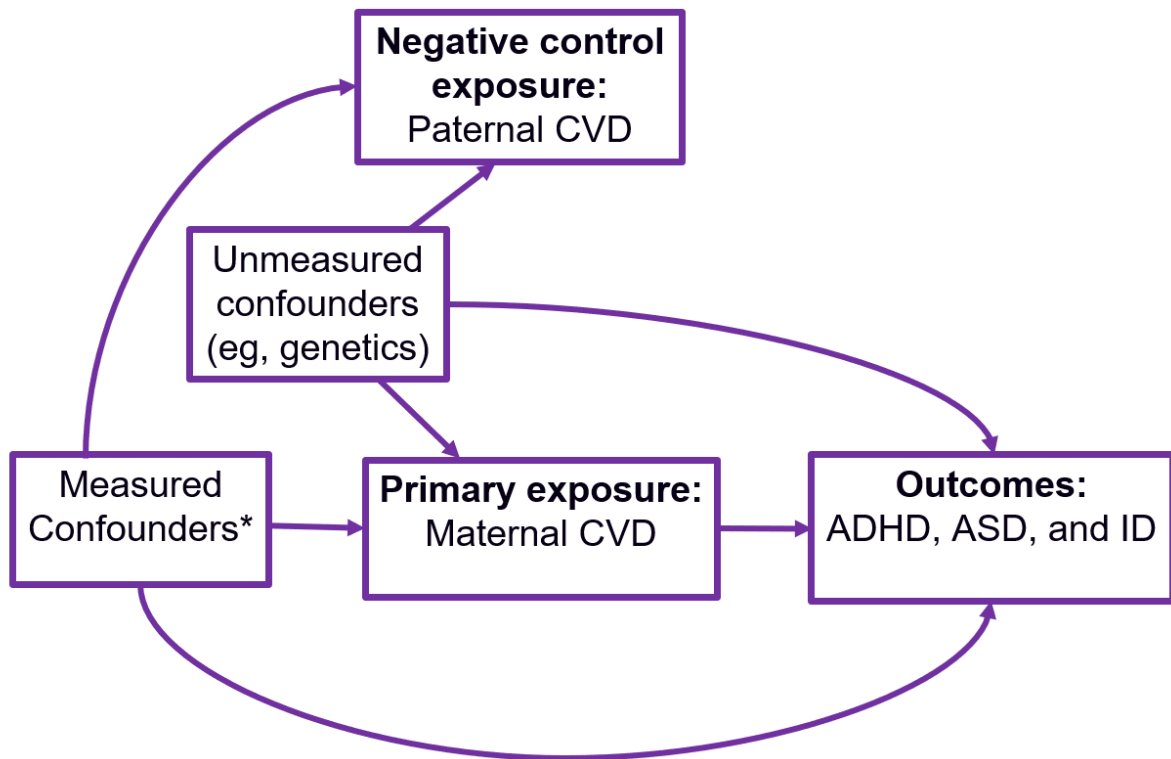 Negative control
exposure:
Paternal CVD
Unmeasured
confounders
(eg, genetics)
Measured
Confounders*
Primary exposure:
Maternal CVD
Outcomes:
ADHD, ASD, and ID